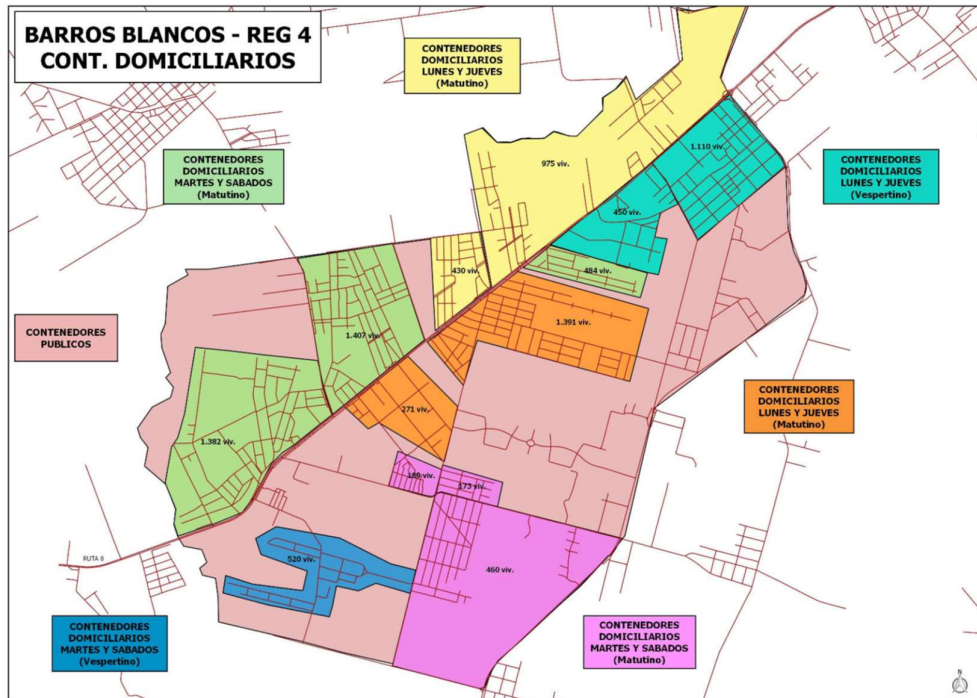 BARROS BLANCOS - REG 4
CONT. DOMICILIARIOS
CONTENEDORES
DOMICILIARIOS
LUNES Y JUEVES
(Matutino)
CONTENEDORES
DOMICILIARIOS
MARTES Y SABADOS
(Matutino)
CONTENEDORES
DOMICILIARIOS
LUNES Y JUEVES
(Vespertino)
1.110 viv.
975 viv.
450 viv.
430 viv.
484 viv.
CONTENEDORES
PUBLICOS
1.407 viv.
1.391 viv.
271 viv.
CONTENEDORES
DOMICILIARIOS
LUNES Y JUEVES
(Matutino)
1.382 viv.
viv.
173 viv.
RUTA 8
520 viv.
460 viv.
CONTENEDORES
DOMICILIARIOS
MARTES Y SABADOS
(Vespertino)
CONTENEDORES
DOMICILIARIOS
MARTES Y SABADOS
(Matutino)
N